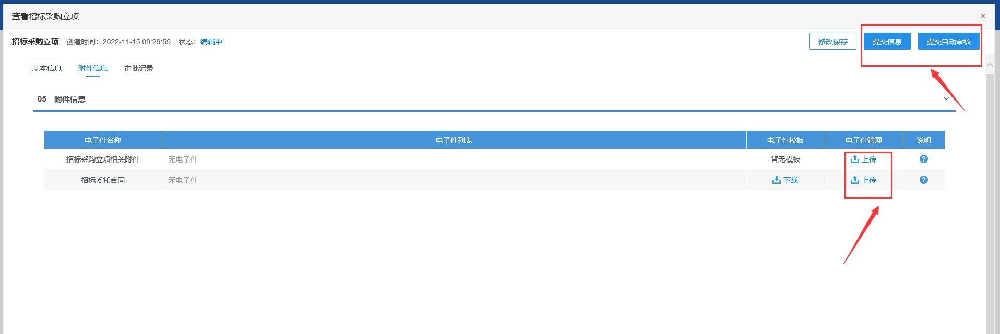 查看招标采购立项
招标采购立项 创建时间：2022-11-15 09:29:59 状态：编辑中 修改保存 提交信息 提交自动审核
基本信息 附件信息 审批记录
05 附件信息
电子件名称 电子件列表 电子件模板 电子件管理 说明
招标采购立项相关附件 无电子件 暂无模板 上传
招标委托合同 无电子件 下载 上传